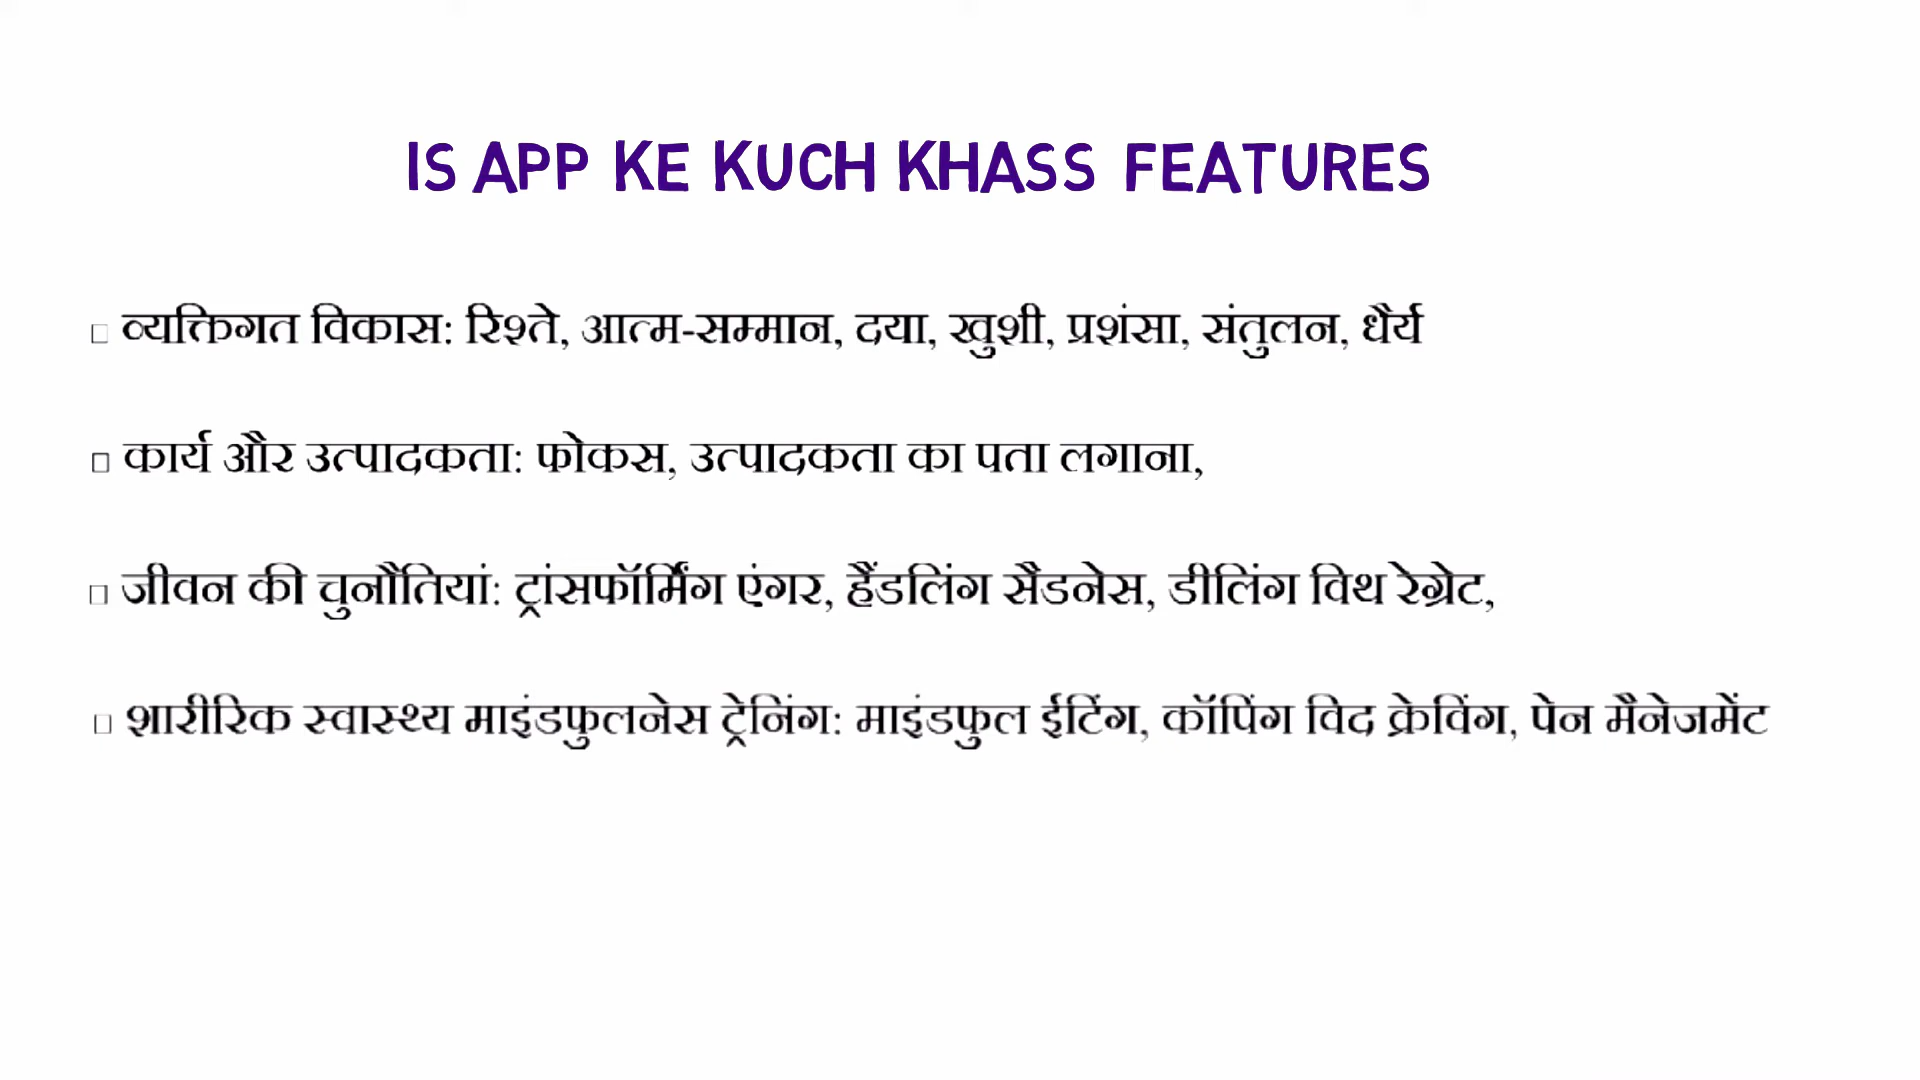 IS APP KE KUCH KHASS FEATURES
□ व्यक्तिगत विकास: रिश्ते, आत्म-सम्मान, दया, खुशी, प्रशंसा, संतुलन, धैर्य
□ कार्य और उत्पादकता: फोकस, उत्पादकता का पता लगाना,
□ जीवन की चुनौतियां: ट्रांसफॉर्मिंग एंगर, हैंडलिंग सैडनेस, डीलिंग विथ रेग्रेट,
□ शारीरिक स्वास्थ्य माइंडफुलनेस ट्रेनिंग: माइंडफुल ईटिंग, कॉपिंग विद क्रेविंग, पेन मैनेजमेंट